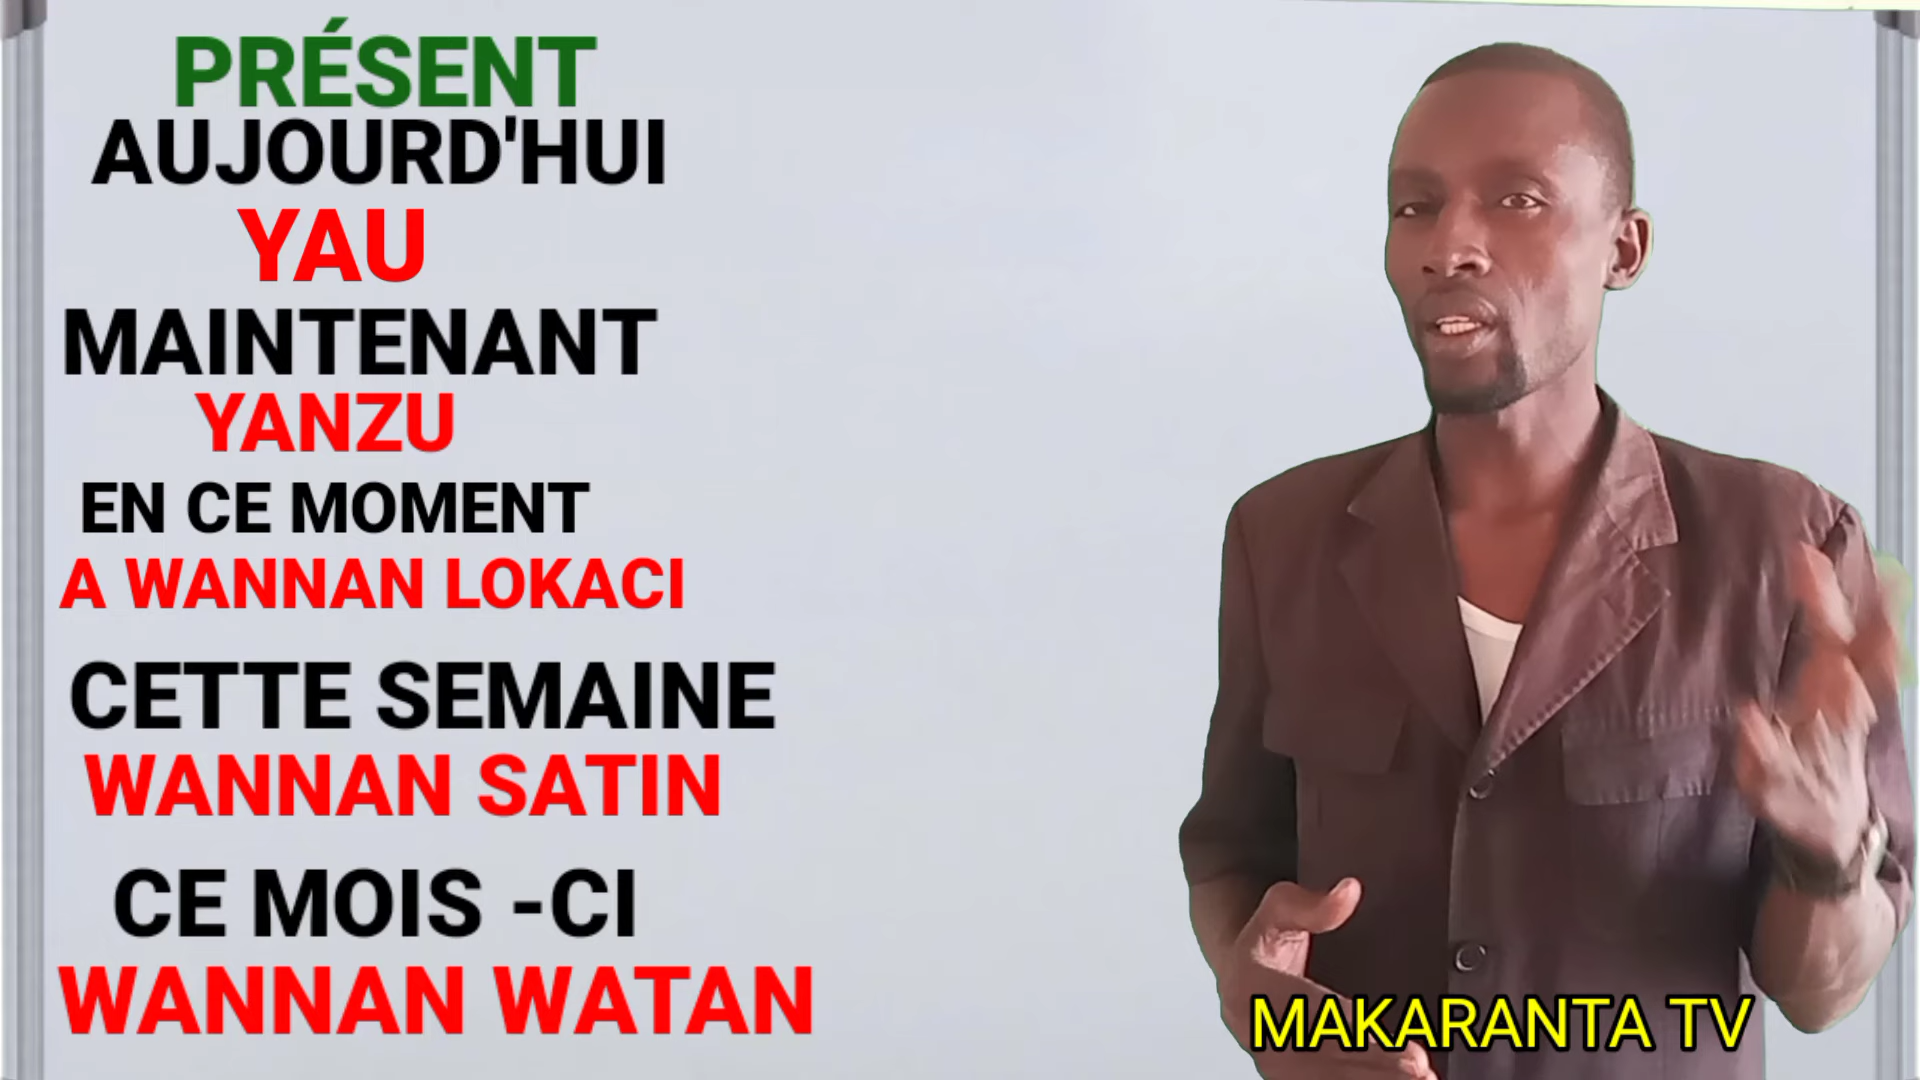 PRÉSENT
AUJOURD'HUI
YAU
MAINTENANT
YANZU
EN CE MOMENT
A WANNAN LOKACI
CETTE SEMAINE
WANNAN SATIN
CE MOIS -CI
WANNAN WATAN
MAKARANTA TV